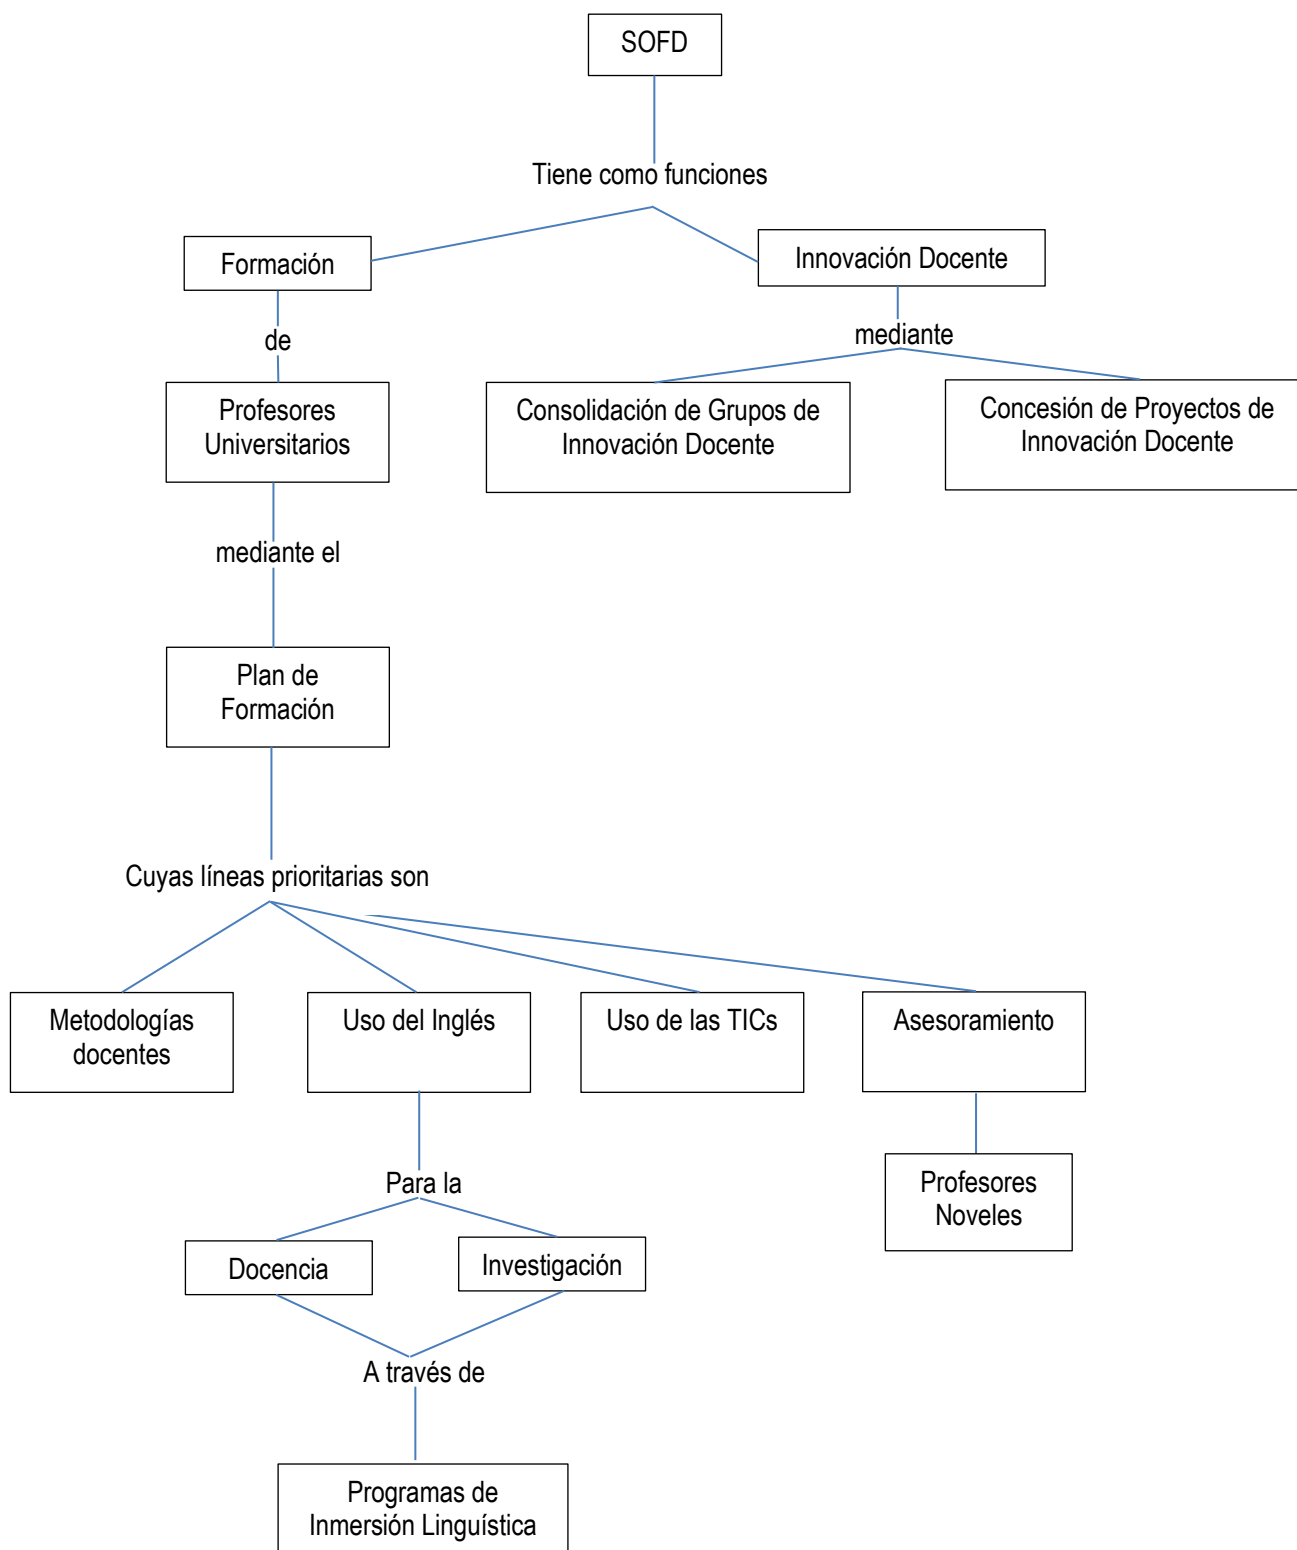 SOFD
Tiene como funciones
Formación
Innovación Docente
de
mediante
Profesores
Universitarios
Consolidación de Grupos de
Innovación Docente
Concesión de Proyectos de
Innovación Docente
mediante el
Plan de
Formación
Cuyas líneas prioritarias son
Metodologías
docentes
Uso del Inglés
Uso de las TICs
Asesoramiento
Para la
Profesores
Noveles
Docencia
Investigación
A través de
Programas de
Inmersión Linguística